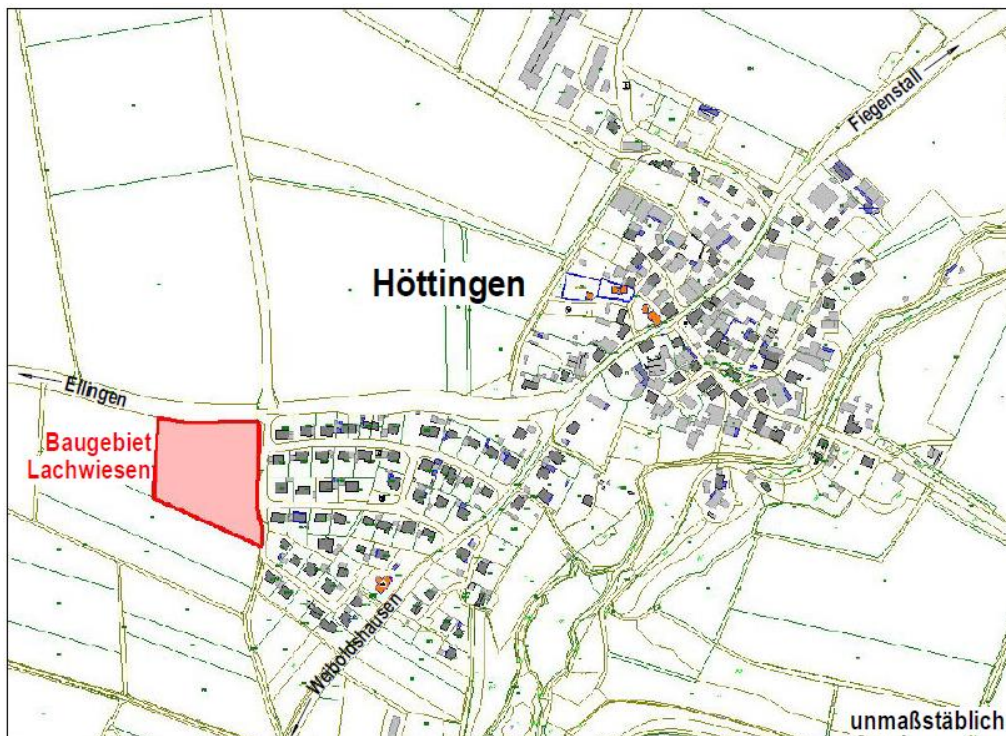 Fiegenstall
Höttingen
Ellingen
Baugebiet
Lachwiesen
Weiboldshausen
unmaßstäblich